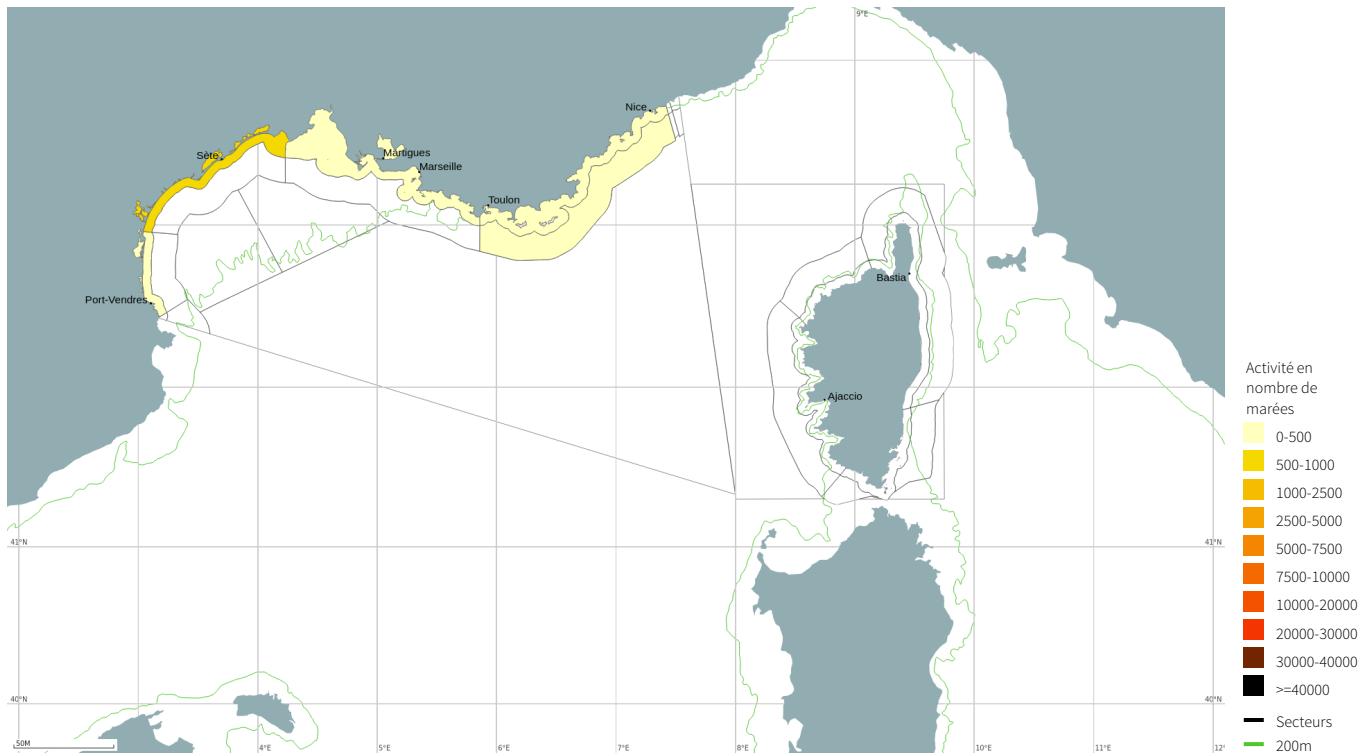 9°E
Nice
Sète
Martigues
Marseille
Toulon
Port-Vendres
Bastia
Ajaccio
41°N
41°N
40°N
40°N
50M
4°E
5°E
6°E
7°E
8°E
10°E
11°E
12°
Activité en
nombre de
marées
0-500
500-1000
1000-2500
2500-5000
5000-7500
7500-10000
10000-20000
20000-30000
30000-40000
>=40000
Secteurs
200m